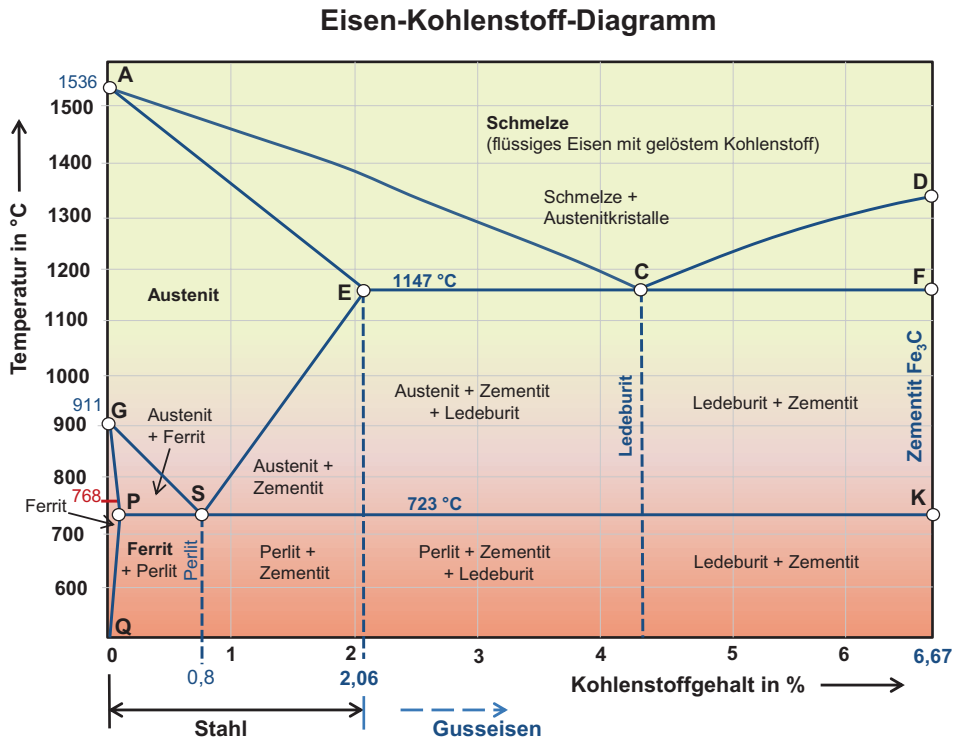 Eisen-Kohlenstoff-Diagramm
1536
A
1500
Schmelze
(flüssiges Eisen mit gelöstem Kohlenstoff)
1400
D
Schmelze +
Austenitkristalle
1300
1200
1147 °C
C
E
F
Austenit
1100
Temperatur in °C
1000
911
G
900
Austenit
+ Ferrit
Austenit + Zementit
+ Ledeburit
Ledeburit
Ledeburit + Zementit
Zementit Fe₃C
800
Austenit +
Zementit
768
P
S
723 °C
K
Ferrit
700
Ferrit
+ Perlit
Perlit
Perlit +
Zementit
Perlit + Zementit
+ Ledeburit
Ledeburit + Zementit
600
Q
0
1
2
3
4
5
6
6,67
0,8
2,06
Kohlenstoffgehalt in %
Stahl
Gusseisen